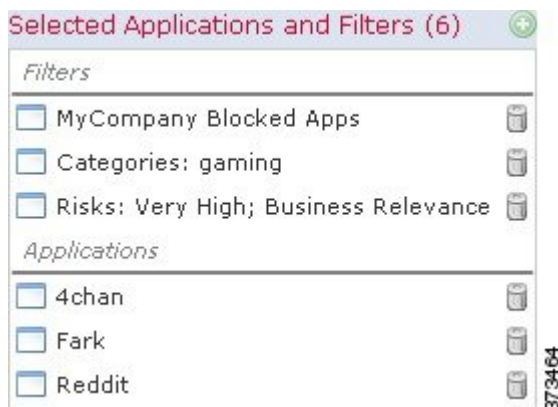 Selected Applications and Filters (6)
Filters
MyCompany Blocked Apps
Categories: gaming
Risks: Very High; Business Relevance
Applications
4chan
Fark
Reddit
373464